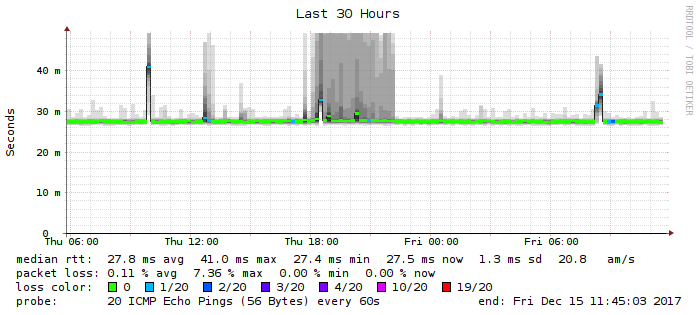 Last 30 Hours
RRDTOOL / TOBI OETIKER
Seconds
40 m
30 m
20 m
10 m
0
Thu 06:00 Thu 12:00 Thu 18:00 Fri 00:00 Fri 06:00
median rtt: 27.8 ms avg 41.0 ms max 27.4 ms min 27.5 ms now 1.3 ms sd 20.8 am/s
packet loss: 0.11 % avg 7.36 % max 0.00 % min 0.00 % now
loss color: 0 1/20 2/20 3/20 4/20 10/20 19/20
probe: 20 ICMP Echo Pings (56 Bytes) every 60s end: Fri Dec 15 11:45:03 2017